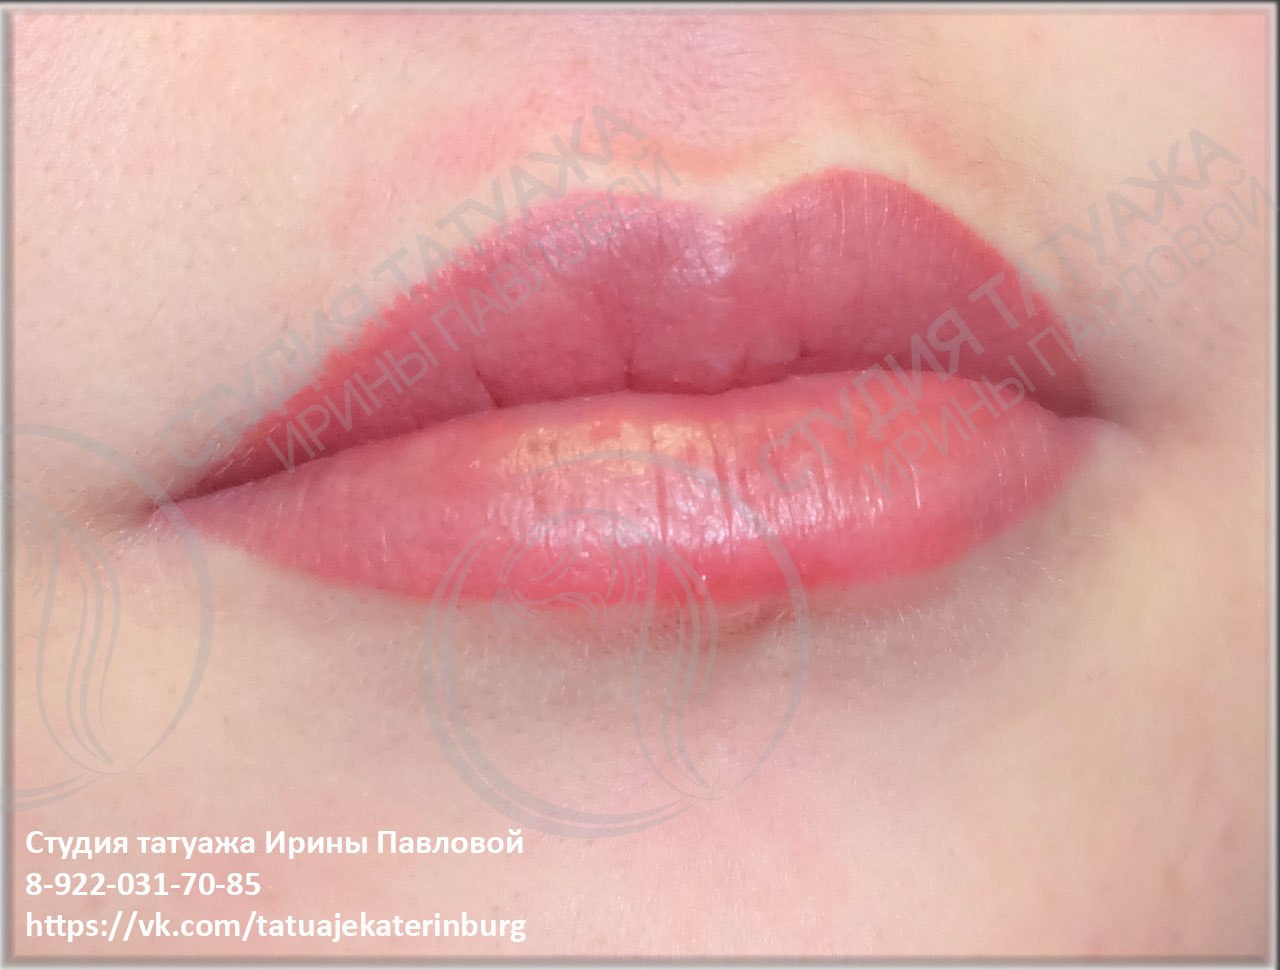 СТУДИЯ ТАТУАЖА
ИРИНЫ ПАВЛОВОЙ
СТУДИЯ ТАТУАЖА
ИРИНЫ ПАВЛОВОЙ
Студия татуажа Ирины Павловой
8-922-031-70-85
https://vk.com/tatuajekaterinburg